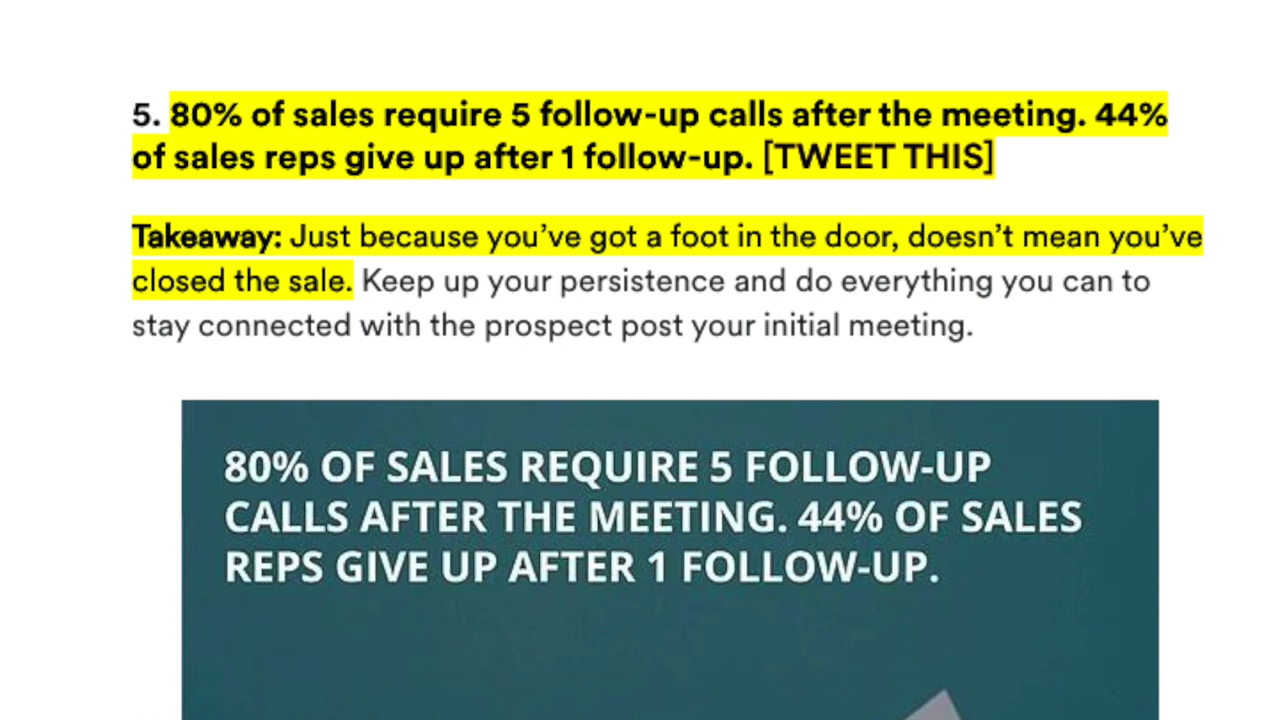 5. 80% of sales require 5 follow-up calls after the meeting. 44%
of sales reps give up after 1 follow-up. [TWEET THIS]
Takeaway: Just because you’ve got a foot in the door, doesn’t mean you’ve
closed the sale. Keep up your persistence and do everything you can to
stay connected with the prospect post your initial meeting.
80% OF SALES REQUIRE 5 FOLLOW-UP
CALLS AFTER THE MEETING. 44% OF SALES
REPS GIVE UP AFTER 1 FOLLOW-UP.